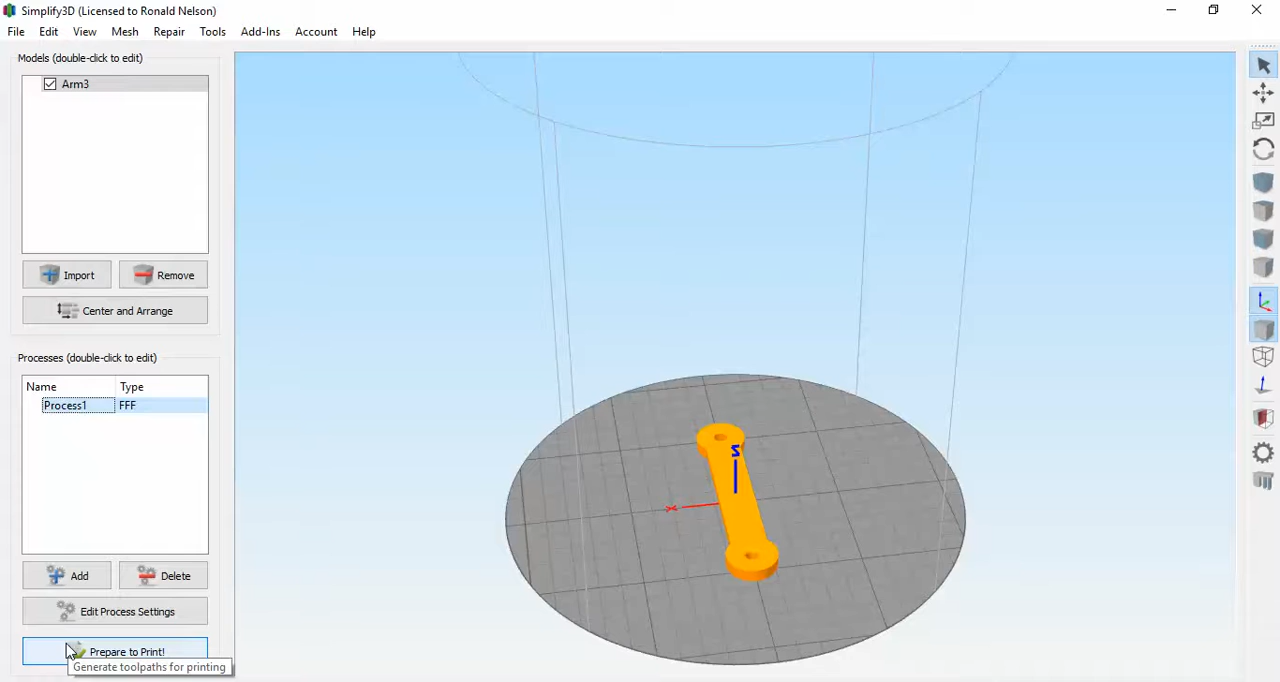 Simplify3D (Licensed to Ronald Nelson)
File Edit View Mesh Repair Tools Add-Ins Account Help
Models (double-click to edit)
Arm3
Import Remove
Center and Arrange
Processes (double-click to edit)
Name Type
Process1 FFF
Add Delete
Edit Process Settings
Prepare to Print!
Generate toolpaths for printing
Z
X